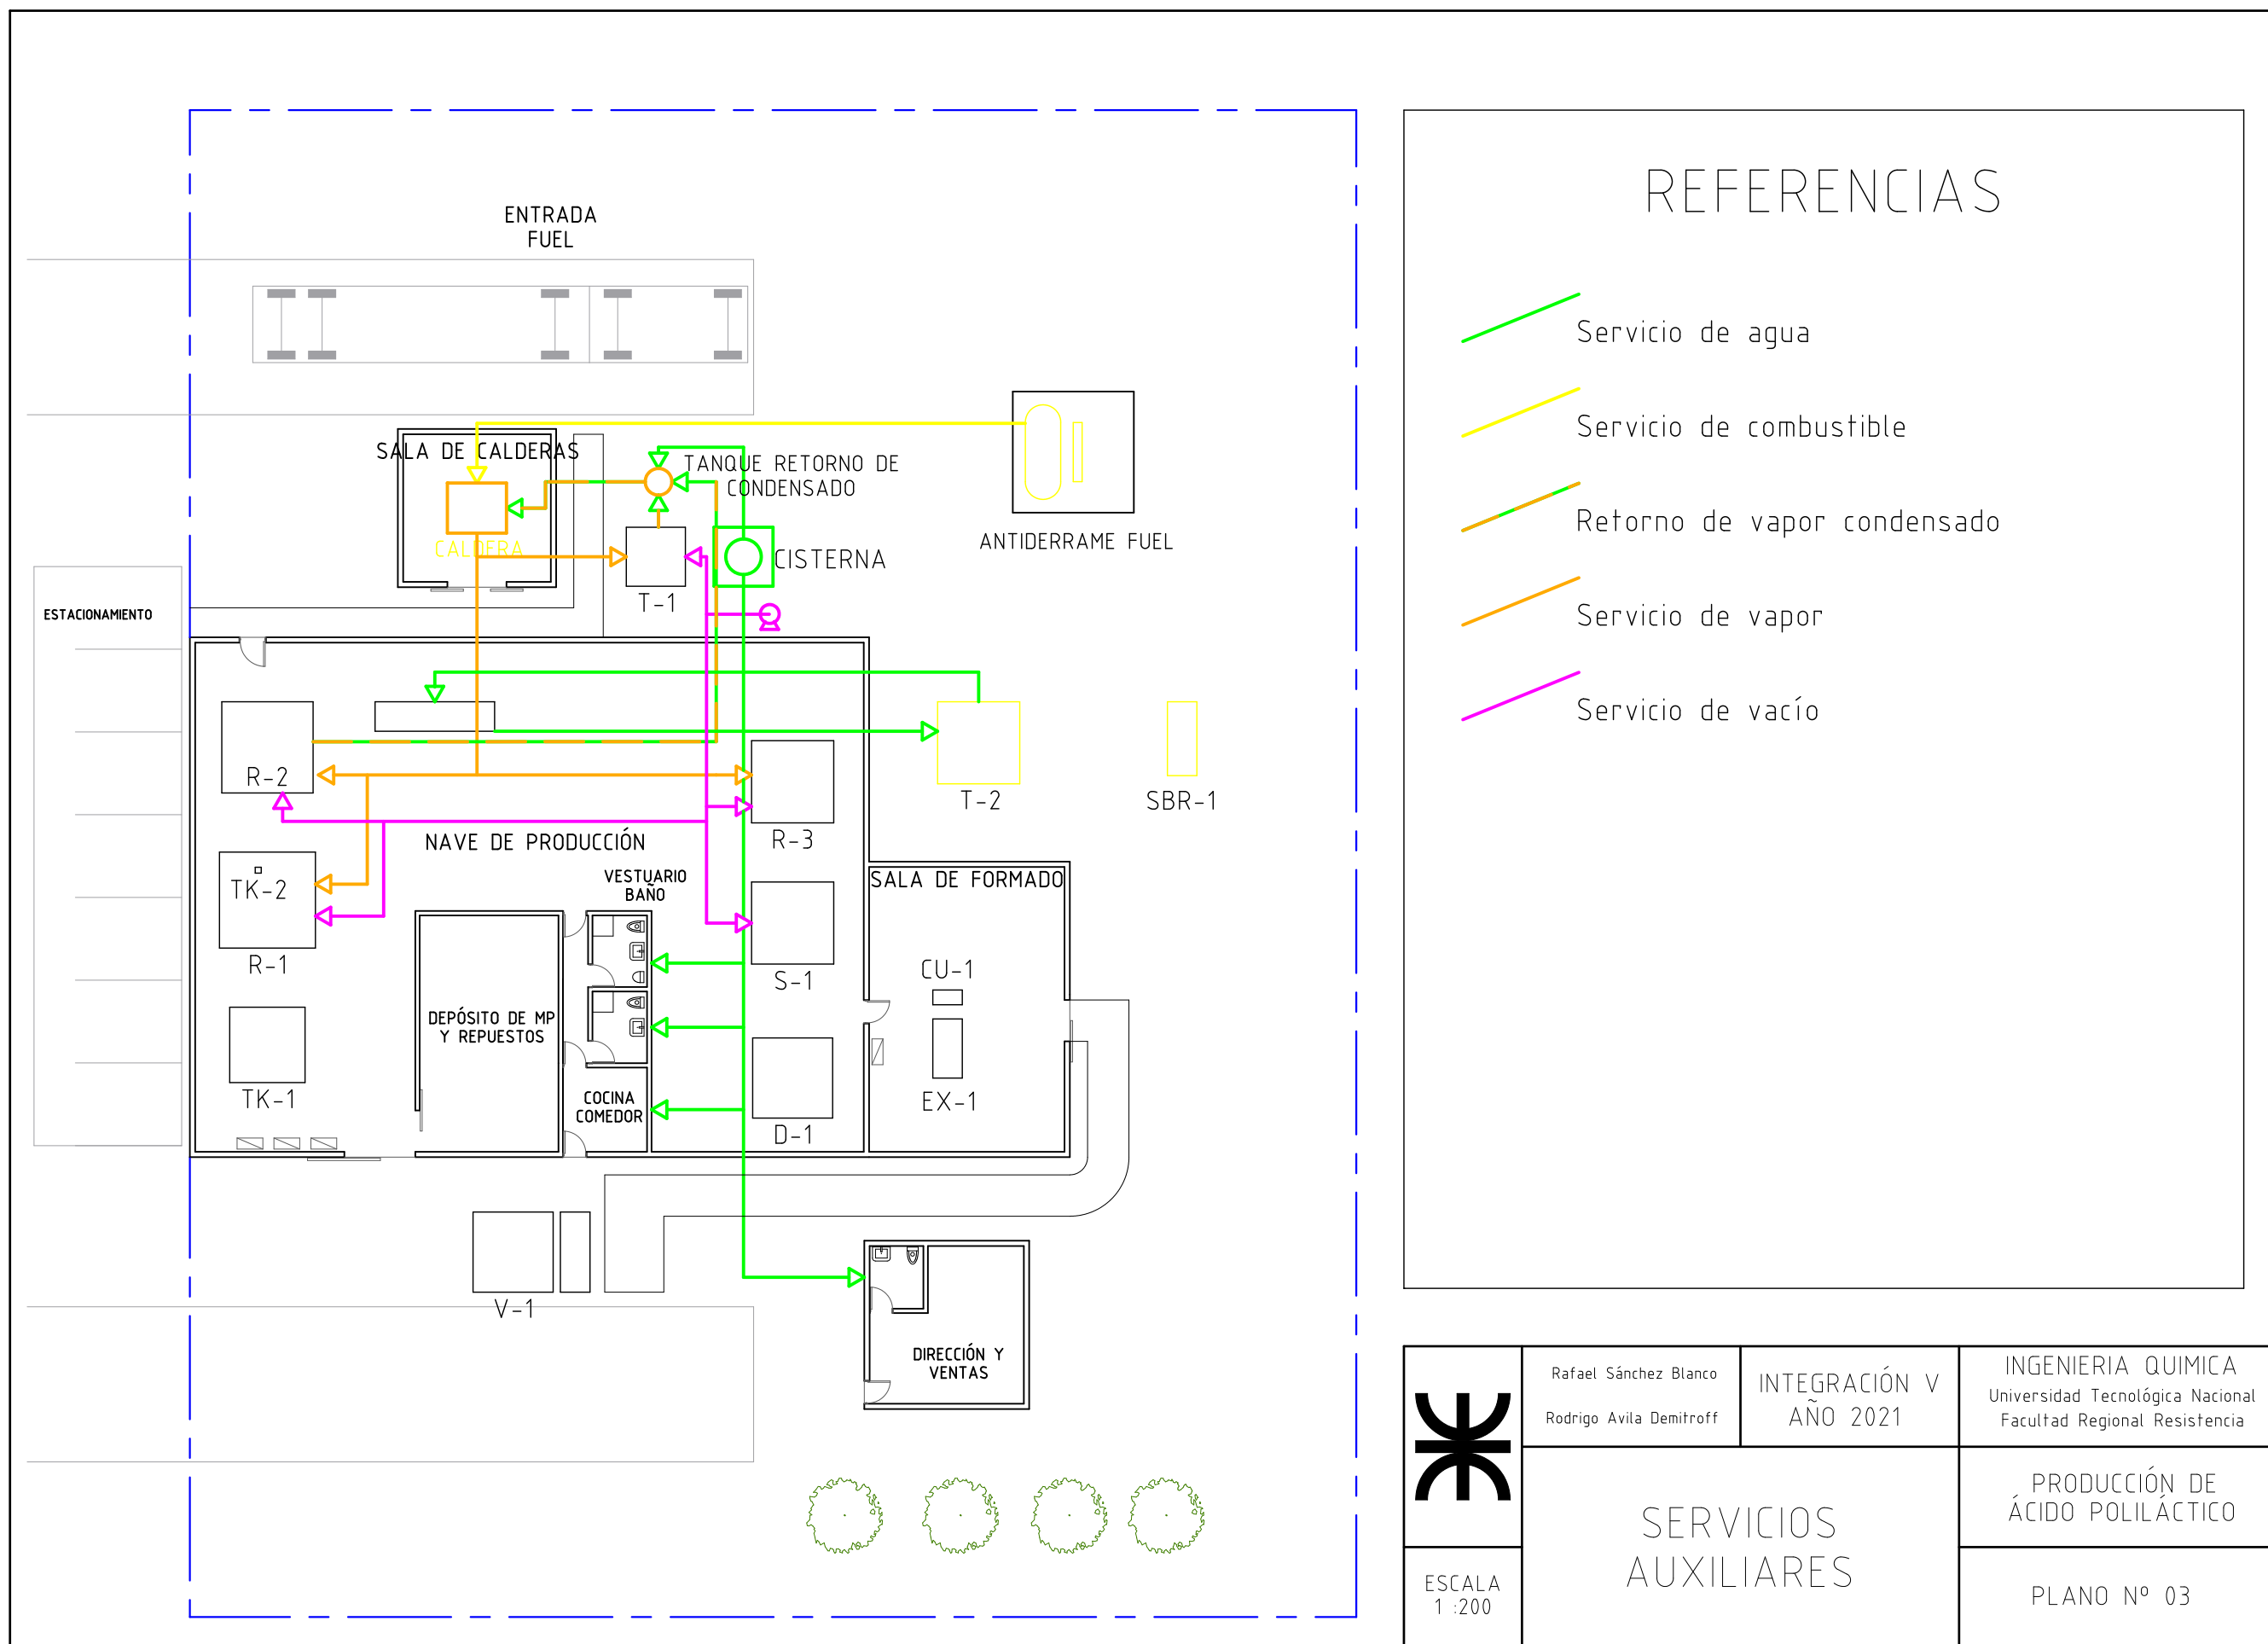 ENTRADA
FUEL
SALA DE CALDERAS
CALDERA
TANQUE RETORNO DE
CONDENSADO
ANTIDERRAME FUEL
CISTERNA
T-1
ESTACIONAMIENTO
R-2
T-2
SBR-1
R-3
NAVE DE PRODUCCIÓN
TK-2
R-1
VESTUARIO
BAÑO
SALA DE FORMADO
S-1
CU-1
DEPÓSITO DE MP
Y REPUESTOS
TK-1
COCINA
COMEDOR
D-1
EX-1
V-1
DIRECCIÓN Y
VENTAS
REFERENCIAS
Servicio de agua
Servicio de combustible
Retorno de vapor condensado
Servicio de vapor
Servicio de vacío
Rafael Sánchez Blanco
Rodrigo Avila Demitroff
INTEGRACIÓN V
AÑO 2021
INGENIERIA QUIMICA
Universidad Tecnológica Nacional
Facultad Regional Resistencia
SERVICIOS
AUXILIARES
PRODUCCIÓN DE
ÁCIDO POLILÁCTICO
ESCALA
1 :200
PLANO Nº 03